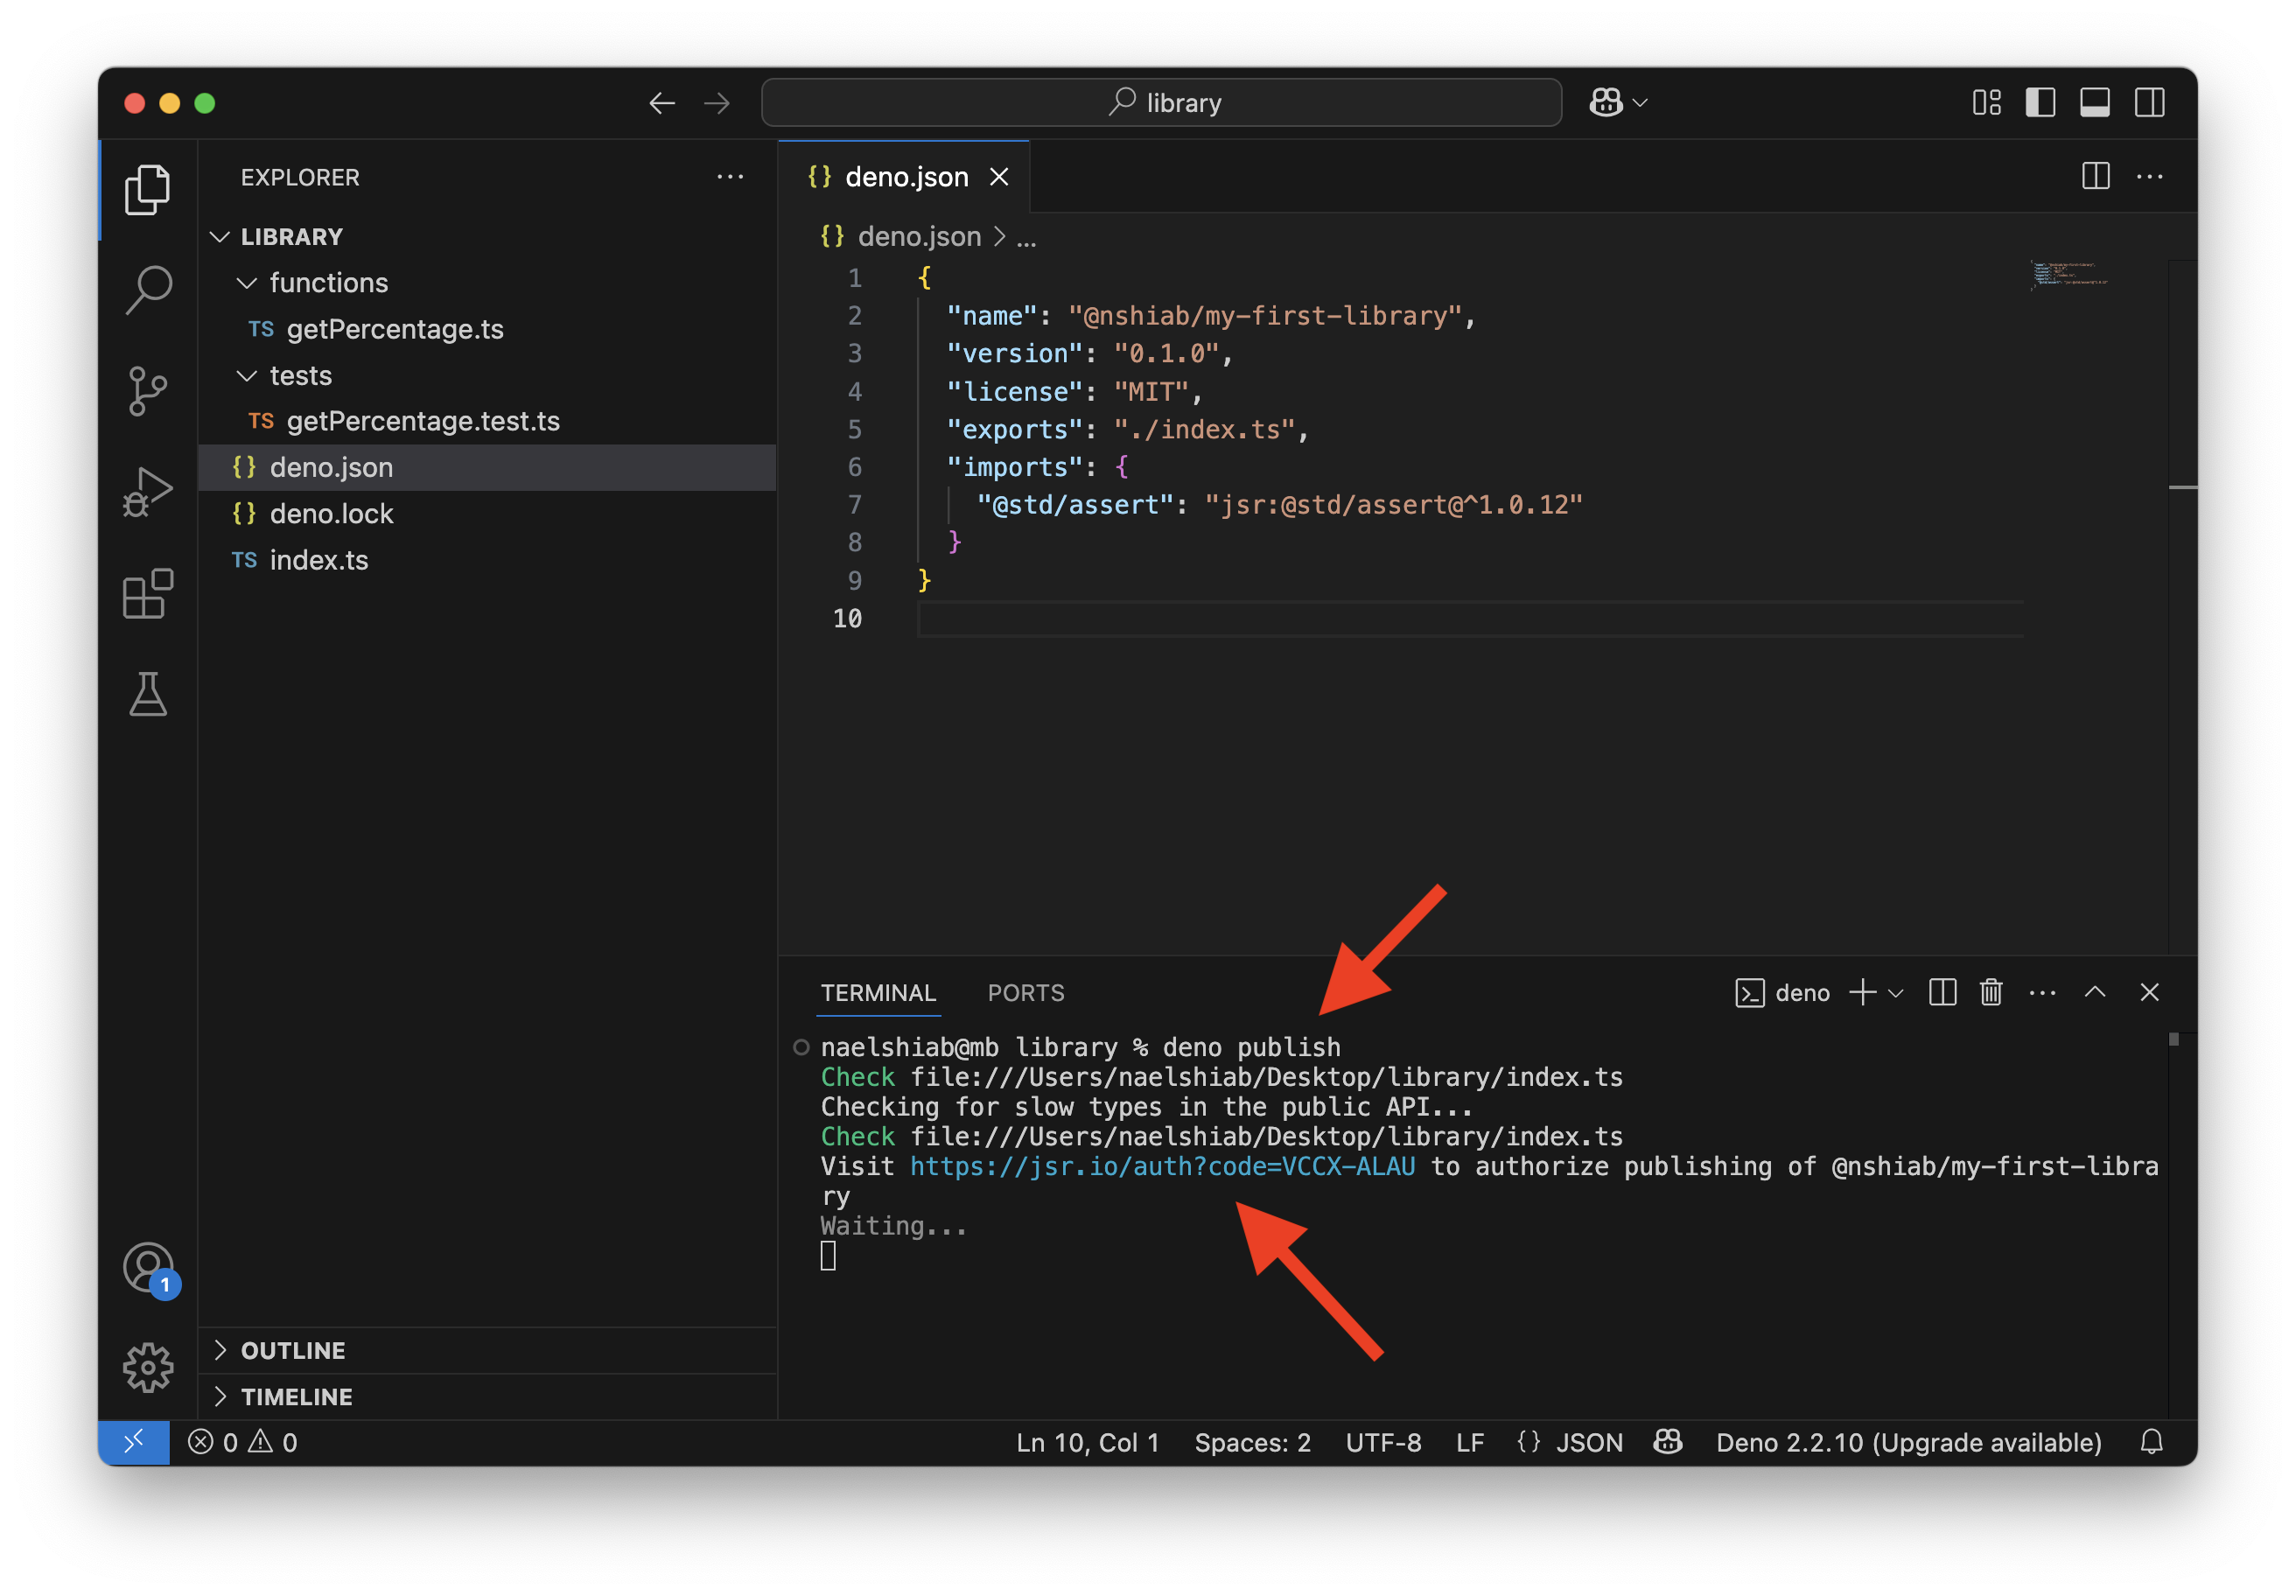 library
EXPLORER
LIBRARY
functions
TS getPercentage.ts
tests
TS getPercentage.test.ts
{} deno.json
{} deno.lock
TS index.ts
OUTLINE
TIMELINE
{} deno.json
{} deno.json > ...
1 {
2 "name": "@nshiab/my-first-library",
3 "version": "0.1.0",
4 "license": "MIT",
5 "exports": "./index.ts",
6 "imports": {
7 "@std/assert": "jsr:@std/assert@^1.0.12"
8 }
9 }
10
TERMINAL PORTS
deno
naelshiab@mb library % deno publish
Check file:///Users/naelshiab/Desktop/library/index.ts
Checking for slow types in the public API...
Check file:///Users/naelshiab/Desktop/library/index.ts
Visit https://jsr.io/auth?code=VCCX-ALAU to authorize publishing of @nshiab/my-first-libra
ry
Waiting...
1
0 0
Ln 10, Col 1 Spaces: 2 UTF-8 LF {} JSON Deno 2.2.10 (Upgrade available)